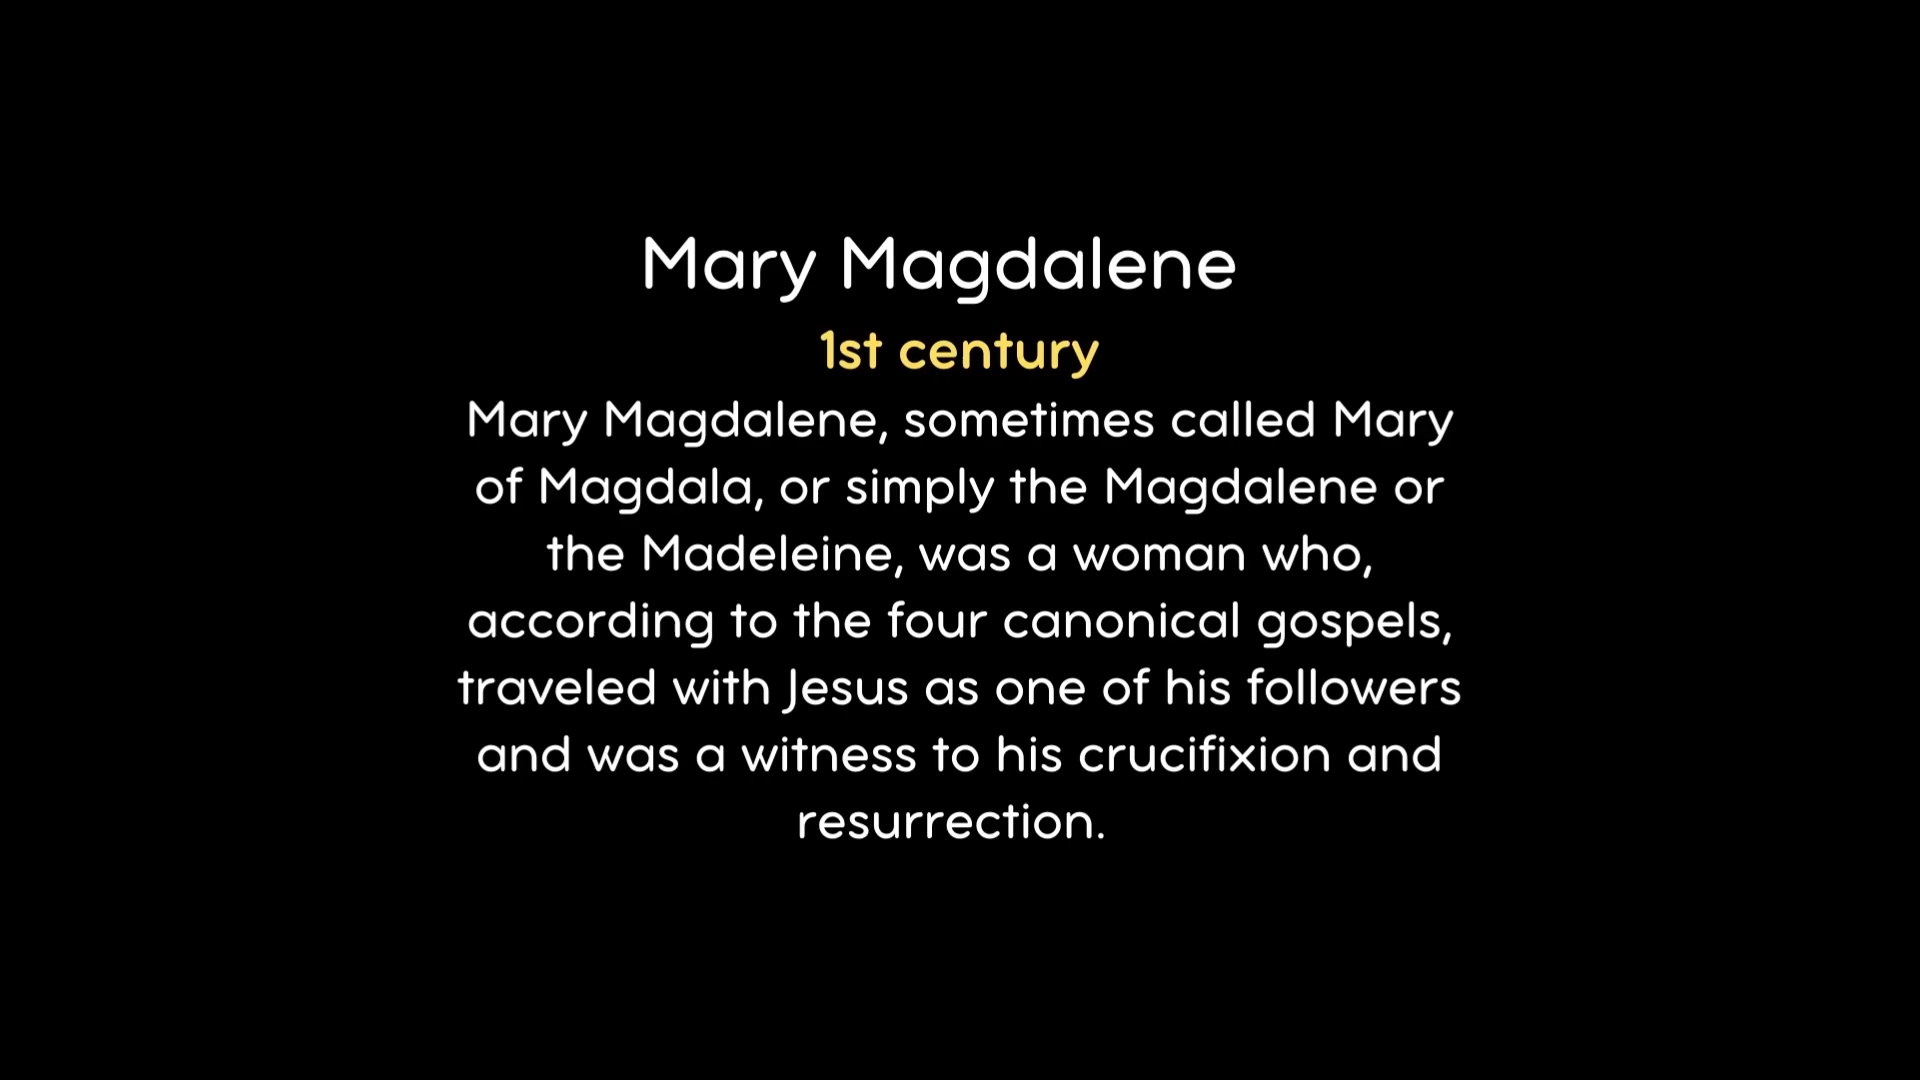 Mary Magdalene
1st century
Mary Magdalene, sometimes called Mary
of Magdala, or simply the Magdalene or
the Madeleine, was a woman who,
according to the four canonical gospels,
traveled with Jesus as one of his followers
and was a witness to his crucifixion and
resurrection.